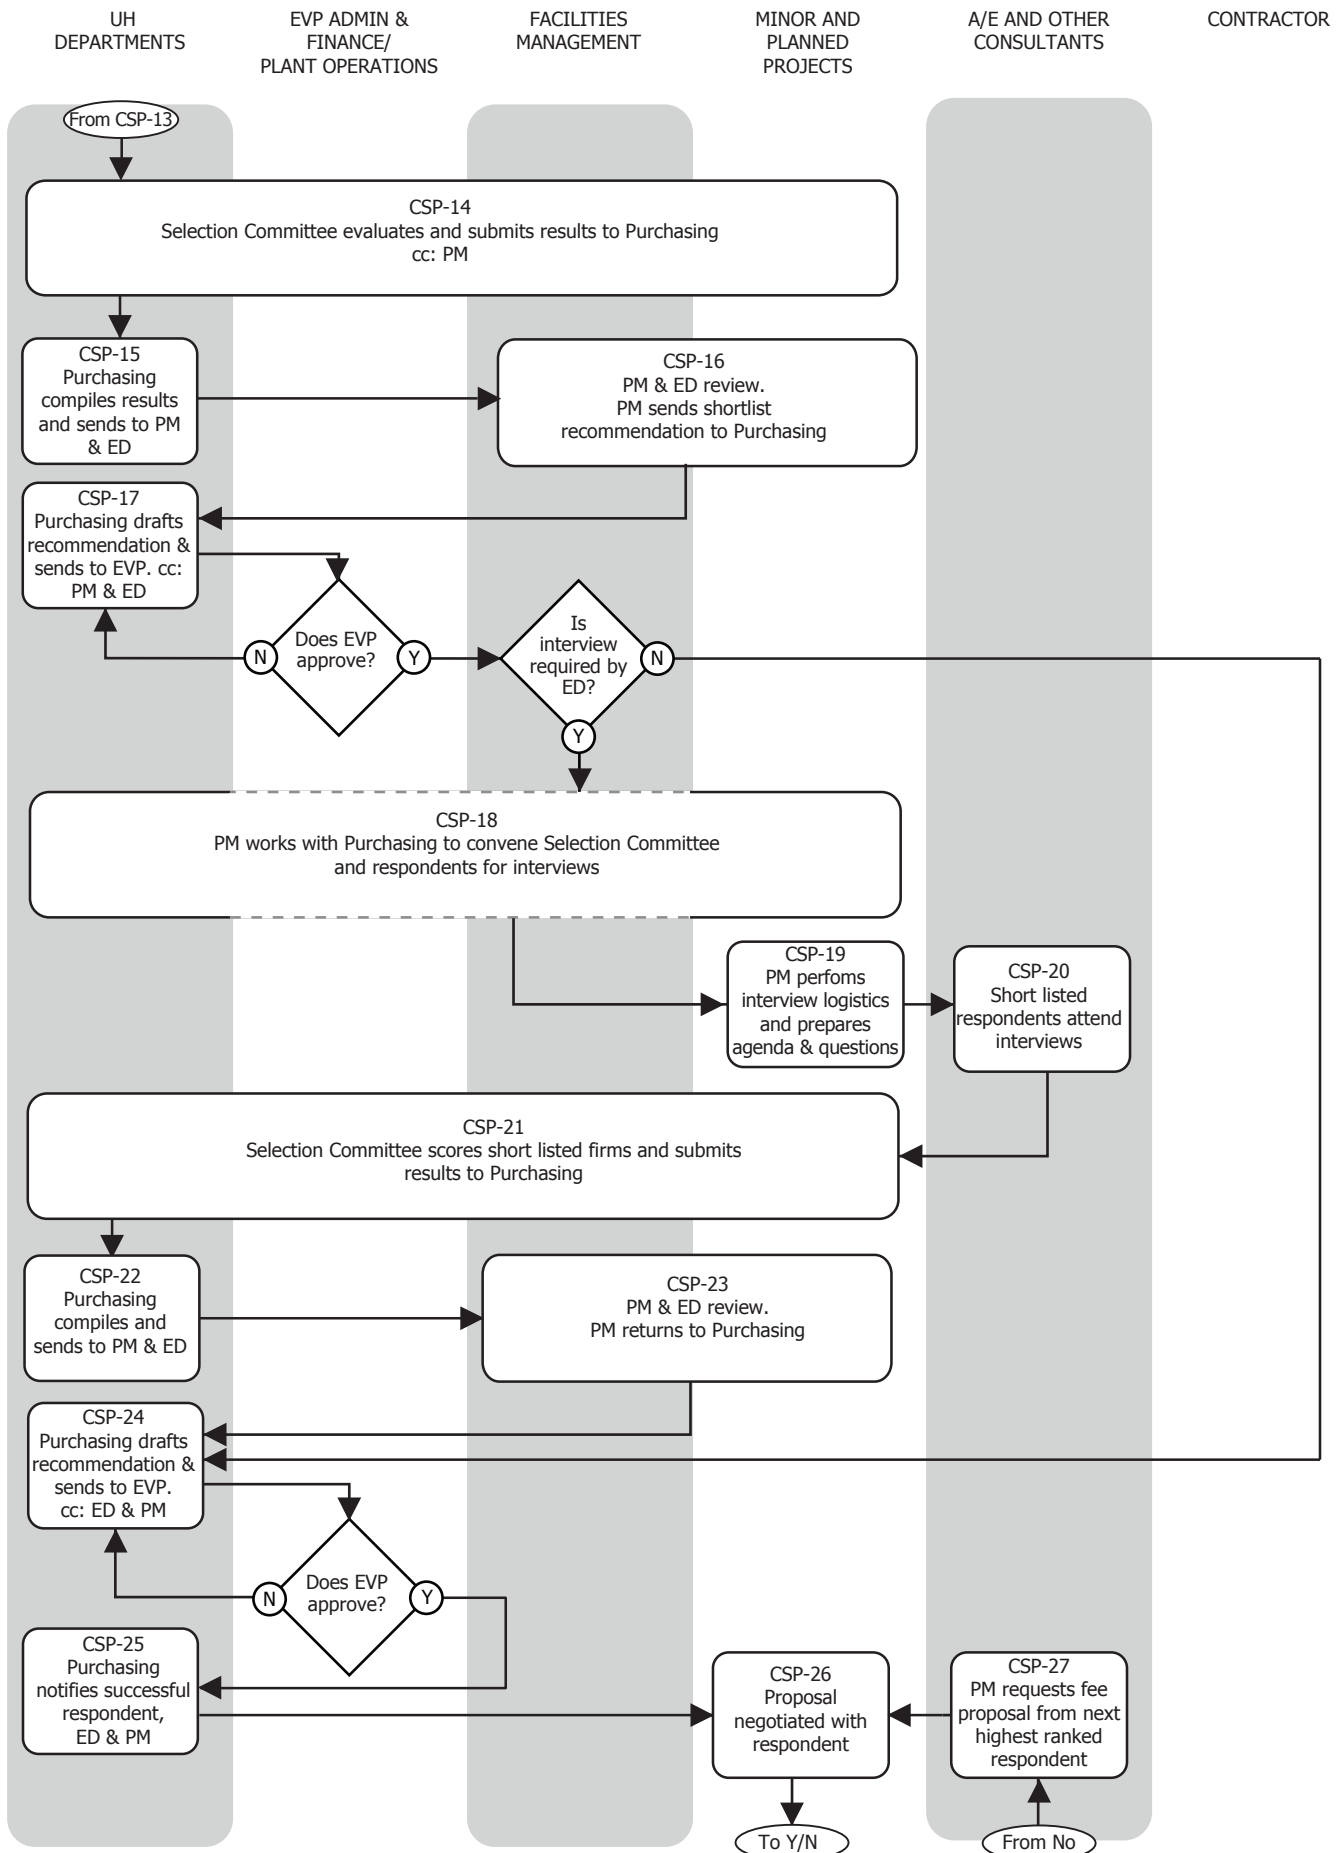 UH
DEPARTMENTS
EVP ADMIN &
FINANCE/
PLANT OPERATIONS
FACILITIES
MANAGEMENT
MINOR AND
PLANNED
PROJECTS
A/E AND OTHER
CONSULTANTS
CONTRACTOR
From CSP-13
CSP-14
Selection Committee evaluates and submits results to Purchasing
cc: PM
CSP-15
Purchasing
compiles results
and sends to PM
& ED
CSP-16
PM & ED review.
PM sends shortlist
recommendation to Purchasing
CSP-17
Purchasing drafts
recommendation &
sends to EVP. cc:
PM & ED
N
Does EVP
approve?
Y
Is
interview
required by
ED?
N
Y
CSP-18
PM works with Purchasing to convene Selection Committee
and respondents for interviews
CSP-19
PM perfoms
interview logistics
and prepares
agenda & questions
CSP-20
Short listed
respondents attend
interviews
CSP-21
Selection Committee scores short listed firms and submits
results to Purchasing
CSP-22
Purchasing
compiles and
sends to PM & ED
CSP-23
PM & ED review.
PM returns to Purchasing
CSP-24
Purchasing drafts
recommendation &
sends to EVP.
cc: ED & PM
N
Does EVP
approve?
Y
CSP-25
Purchasing
notifies successful
respondent,
ED & PM
CSP-26
Proposal
negotiated with
respondent
CSP-27
PM requests fee
proposal from next
highest ranked
respondent
To Y/N
From No